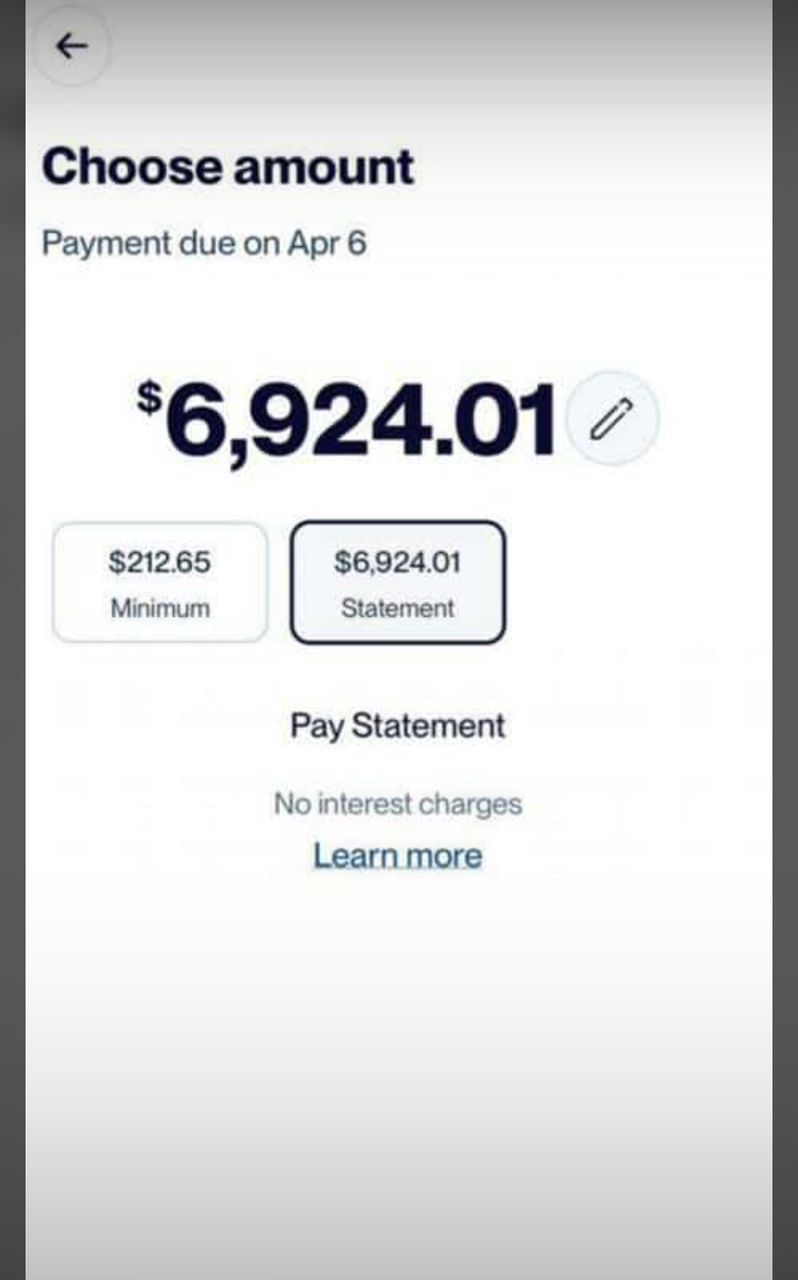 Choose amount
Payment due on Apr 6
$6,924.01
$212.65
Minimum
$6,924.01
Statement
Pay Statement
No interest charges
Learn more